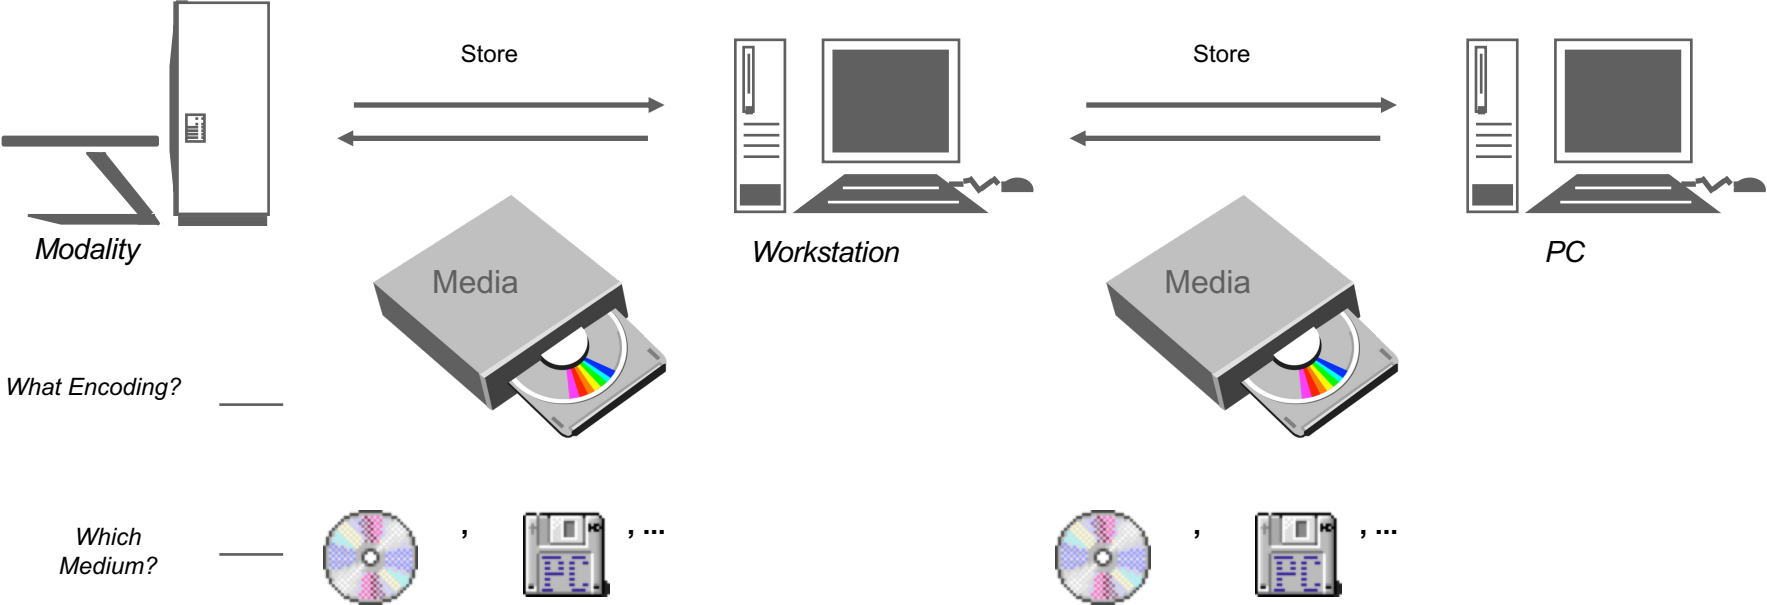 Store
Store
Modality
Workstation
PC
Media
Media
What Encoding?
Which
Medium?
, , ...
PC
, , ...
PC